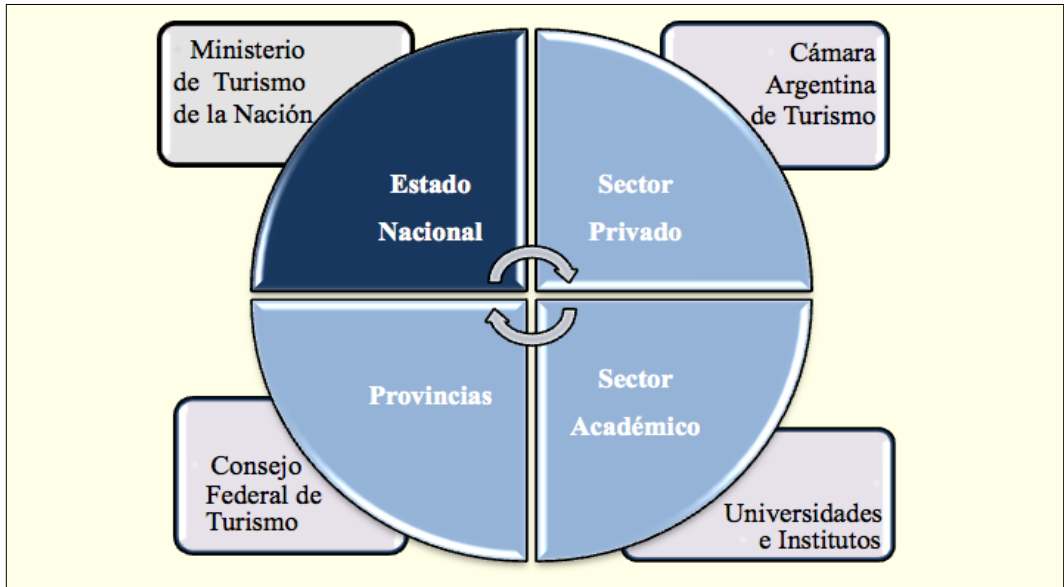 Ministerio
de Turismo
de la Nación
Cámara
Argentina
de Turismo
Estado
Nacional
Sector
Privado
Provincias
Sector
Académico
Consejo
Federal de
Turismo
Universidades
e Institutos